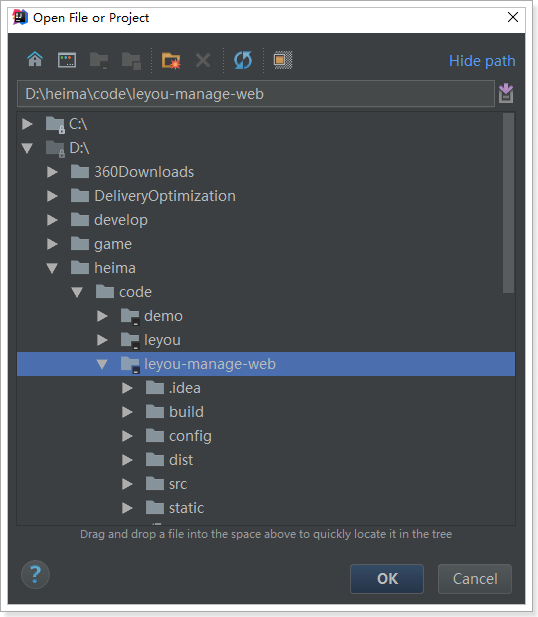 Open File or Project
Hide path
D:\heima\code\leyou-manage-web
C:\
D:\
360Downloads
DeliveryOptimization
develop
game
heima
code
demo
leyou
leyou-manage-web
.idea
build
config
dist
src
static
Drag and drop a file into the space above to quickly locate it in the tree
?
OK
Cancel